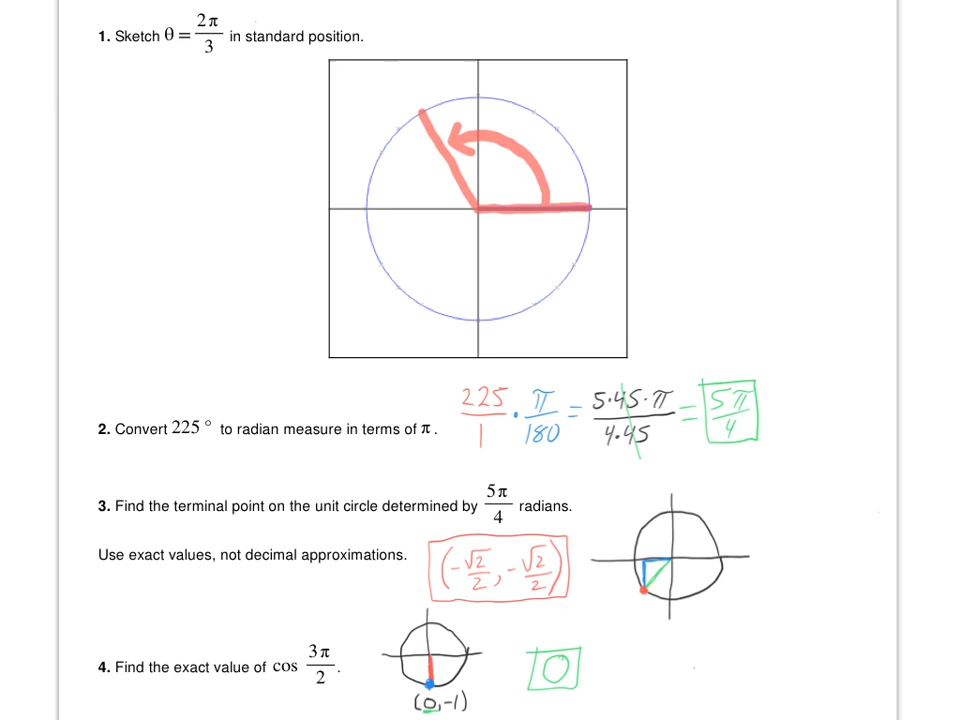 1. Sketch θ = 2π/3 in standard position.
225/1 · π/180 = 5·45·π/4·45 = 5π/4
2. Convert 225 ° to radian measure in terms of π.
3. Find the terminal point on the unit circle determined by 5π/4 radians.
Use exact values, not decimal approximations. (-√2/2, -√2/2)
4. Find the exact value of cos 3π/2. 0
(0,-1)